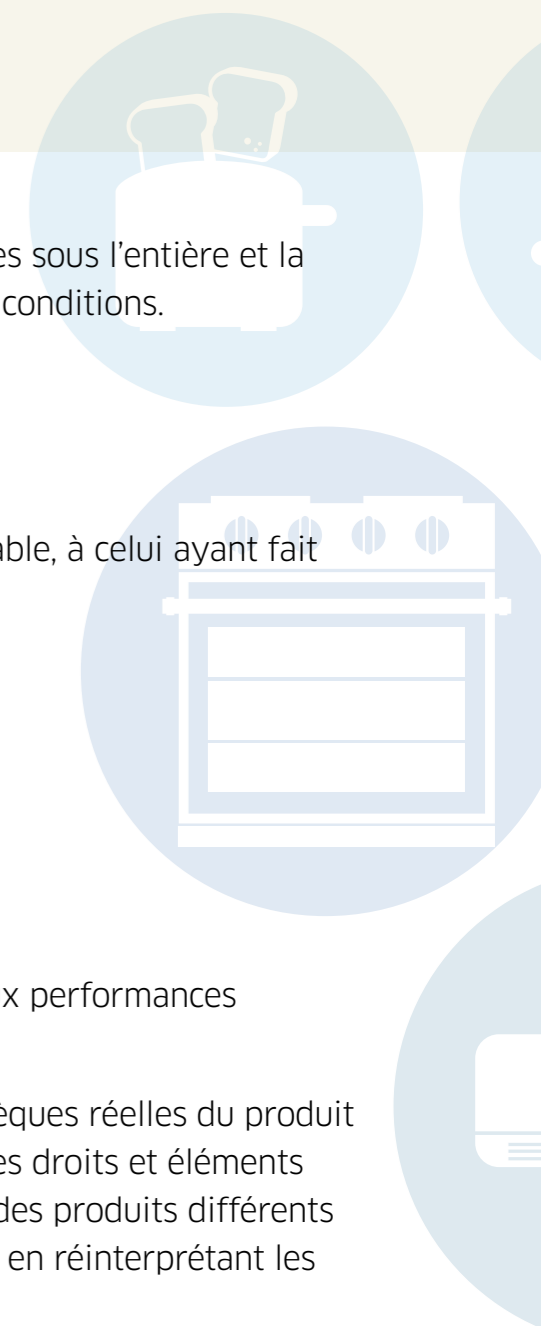 es sous l’entière et la
conditions.
able, à celui ayant fait
x performances
èques réelles du produit
es droits et éléments
des produits différents
en réinterprétant les